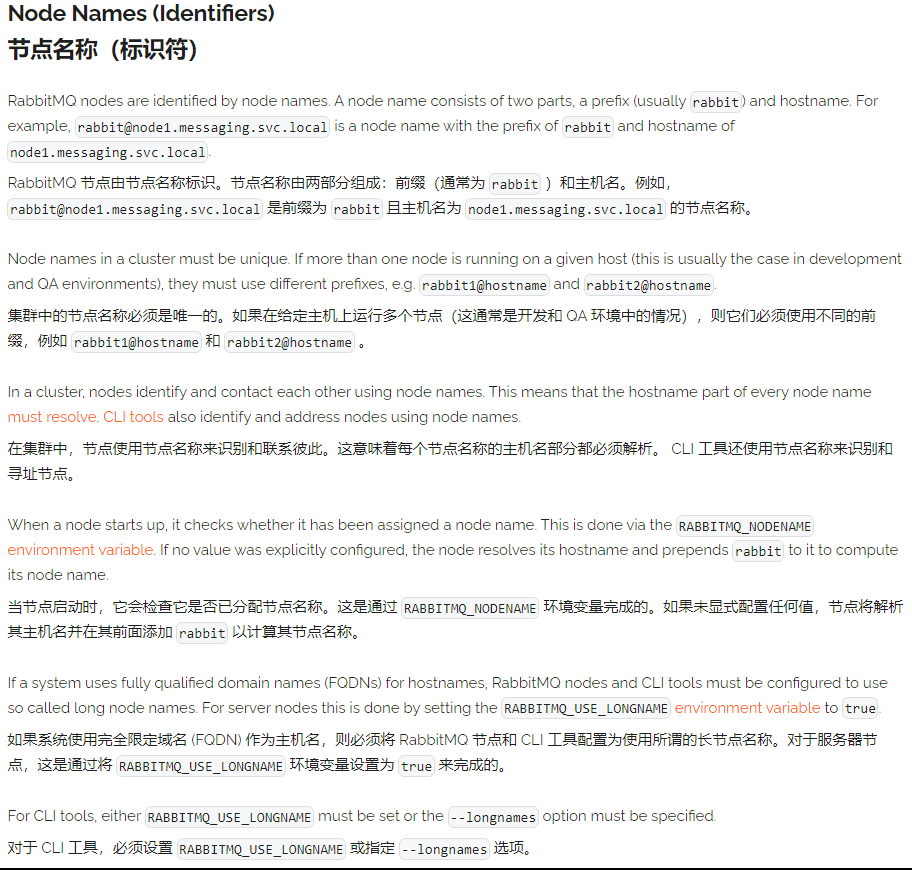 Node Names (Identifiers)
节点名称（标识符）
RabbitMQ nodes are identified by node names. A node name consists of two parts, a prefix (usually rabbit) and hostname. For
example, rabbit@node1.messaging.svc.local is a node name with the prefix of rabbit and hostname of
node1.messaging.svc.local.
RabbitMQ 节点由节点名称标识。节点名称由两部分组成：前缀（通常为 rabbit ）和主机名。例如，
rabbit@node1.messaging.svc.local 是前缀为 rabbit 且主机名为 node1.messaging.svc.local 的节点名称。
Node names in a cluster must be unique. If more than one node is running on a given host (this is usually the case in development
and QA environments), they must use different prefixes, e.g. rabbit1@hostname and rabbit2@hostname.
集群中的节点名称必须是唯一的。如果在给定主机上运行多个节点（这通常是开发和 QA 环境中的情况），则它们必须使用不同的前
缀，例如 rabbit1@hostname 和 rabbit2@hostname 。
In a cluster, nodes identify and contact each other using node names. This means that the hostname part of every node name
must resolve. CLI tools also identify and address nodes using node names.
在集群中，节点使用节点名称来识别和联系彼此。这意味着每个节点名称的主机名部分都必须解析。 CLI 工具还使用节点名称来识别和
寻址节点。
When a node starts up, it checks whether it has been assigned a node name. This is done via the RABBITMQ_NODENAME
environment variable. If no value was explicitly configured, the node resolves its hostname and prepends rabbit to it to compute
its node name.
当节点启动时，它会检查它是否已分配节点名称。这是通过 RABBITMQ_NODENAME 环境变量完成的。如果未显式配置任何值，节点将解析
其主机名并在其前面添加 rabbit 以计算其节点名称。
If a system uses fully qualified domain names (FQDNs) for hostnames, RabbitMQ nodes and CLI tools must be configured to use
so called long node names. For server nodes this is done by setting the RABBITMQ_USE_LONGNAME environment variable to true.
如果系统使用完全限定域名 (FQDN) 作为主机名，则必须将 RabbitMQ 节点和 CLI 工具配置为使用所谓的长节点名称。对于服务器节
点，这是通过将 RABBITMQ_USE_LONGNAME 环境变量设置为 true 来完成的。
For CLI tools, either RABBITMQ_USE_LONGNAME must be set or the --longnames option must be specified.
对于 CLI 工具，必须设置 RABBITMQ_USE_LONGNAME 或指定 --longnames 选项。